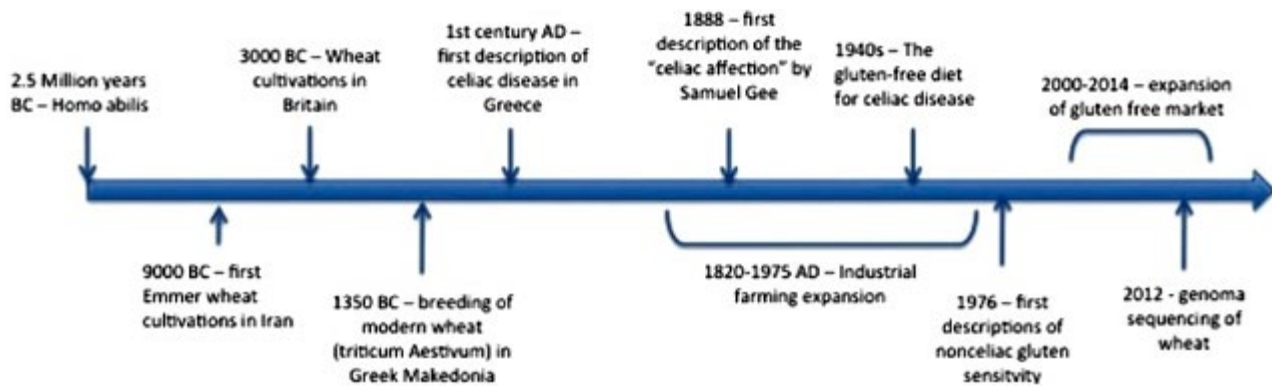 2.5 Million years
BC – Homo abilis
3000 BC – Wheat
cultivations in
Britain
1st century AD –
first description of
celiac disease in
Greece
1888 – first
description of the
“celiac affection” by
Samuel Gee
1940s – The
gluten-free diet
for celiac disease
2000-2014 – expansion
of gluten free market
9000 BC – first
Emmer wheat
cultivations in Iran
1350 BC – breeding of
modern wheat
(triticum Aestivum) in
Greek Makedonia
1820-1975 AD – Industrial
farming expansion
1976 – first
descriptions of
nonceliac gluten
sensitvity
2012 - genoma
sequencing of
wheat